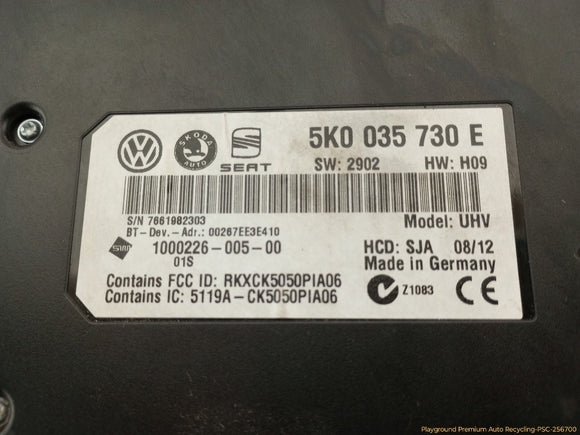 5K0 035 730 E
SKODA
AUTO
SEAT
SW: 2902 HW: H09
S/N 7661982303
Model: UHV
BT-Dev.-Adr.: 00267EE3E410
1000226-005-00
01S
HCD: SJA 08/12
Made in Germany
Contains FCC ID: RKXCK5050PIA06
Contains IC: 5119A-CK5050PIA06
Z1083
CE
Playground Premium Auto Recycling-PSC-256700